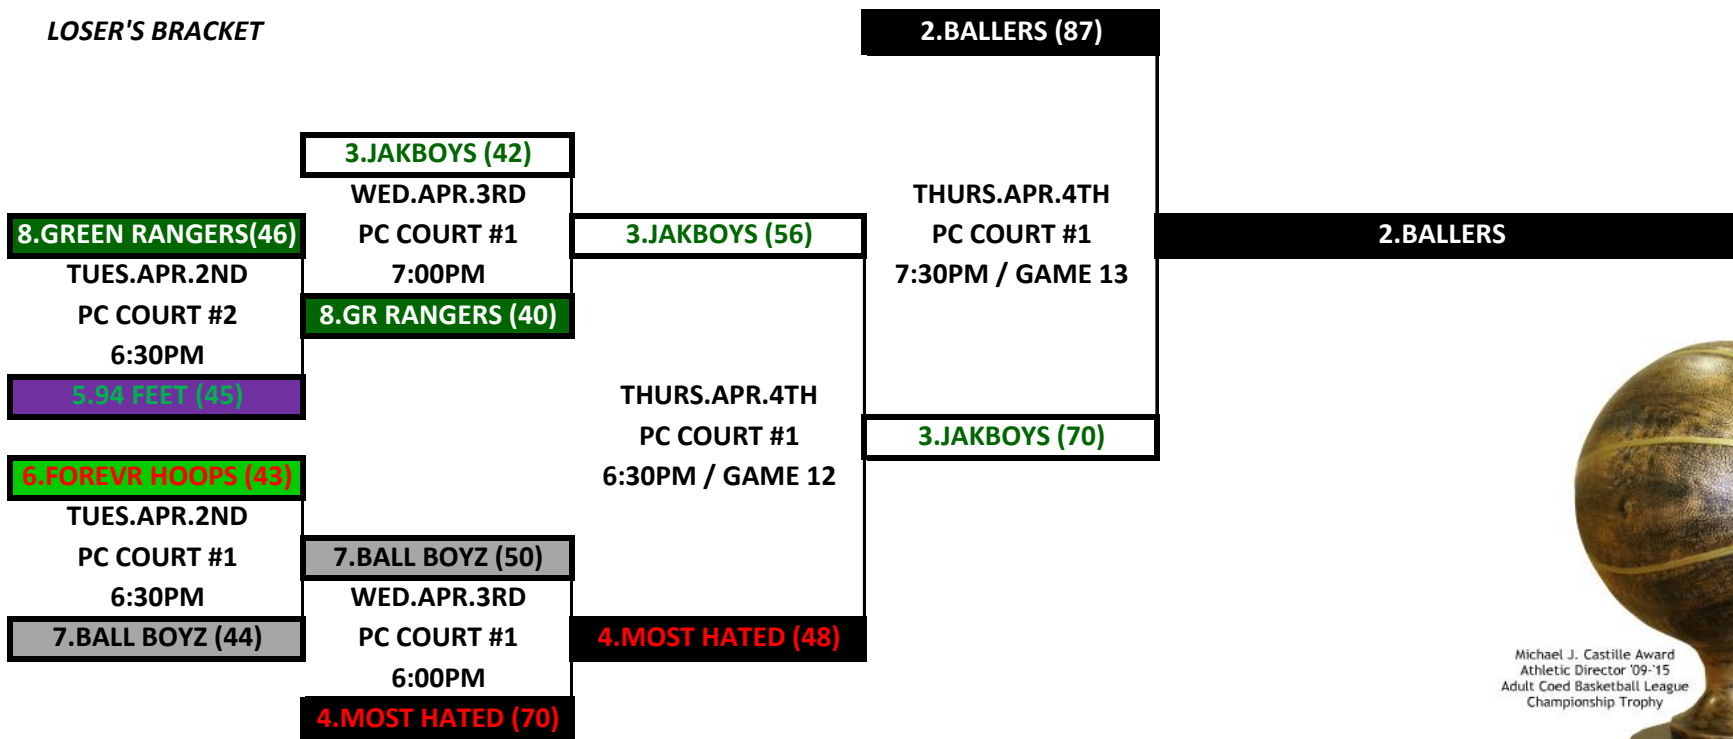 LOSER'S BRACKET
2.BALLERS (87)
3.JAKBOYS (42)
WED.APR.3RD
PC COURT #1
7:00PM
8.GR RANGERS (40)
8.GREEN RANGERS(46)
TUES.APR.2ND
PC COURT #2
6:30PM
5.94 FEET (45)
6.FOREVR HOOPS (43)
TUES.APR.2ND
PC COURT #1
6:30PM
7.BALL BOYZ (44)
7.BALL BOYZ (50)
WED.APR.3RD
PC COURT #1
6:00PM
4.MOST HATED (70)
3.JAKBOYS (56)
THURS.APR.4TH
PC COURT #1
6:30PM / GAME 12
4.MOST HATED (48)
THURS.APR.4TH
PC COURT #1
7:30PM / GAME 13
3.JAKBOYS (70)
2.BALLERS
Michael J. Castille Award
Athletic Director '09-'15
Adult Coed Basketball League
Championship Trophy